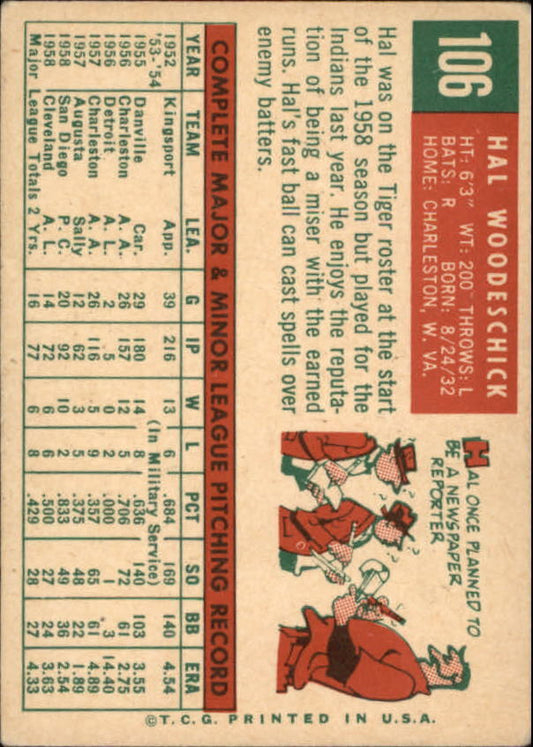 106
HAL WOODESCHICK
HT: 6'3" WT: 200 THROWS: L
BATS: R BORN: 8/24/32
HOME: CHARLESTON, W. VA.
Hal was on the Tiger roster at the start
of the 1958 season but played for the
Indians last year. He enjoys the reputa-
tion of being a miser with the earned
runs. Hal's fast ball can cast spells over
enemy batters.
HAL ONCE PLANNED TO
BE A NEWSPAPER
REPORTER
COMPLETE MAJOR & MINOR LEAGUE PITCHING RECORD
YEAR TEAM LEA. G IP W L PCT SO BB ERA
1952 Kingsport App. 39 216 13 6 .684 169 140 4.54
'53-'54 (In Military Service)
1955 Danville Car. 29 180 14 8 .636 140 103 3.55
1956 Charleston A. A. 26 157 12 5 .706 72 61 2.75
1956 Detroit A. L. 2 5 0 2 .000 1 3 14.40
1957 Charleston A. A. 26 116 5 9 .357 65 61 4.89
1957 Augusta Sally 12 62 3 5 .375 48 22 1.89
1958 San Diego P. C. 20 92 10 2 .833 49 36 2.54
1958 Cleveland A. L. 14 72 6 6 .500 27 24 3.63
Major League Totals 2 Yrs. 16 77 6 8 .429 28 27 4.33
©T.C.G. PRINTED IN U.S.A.